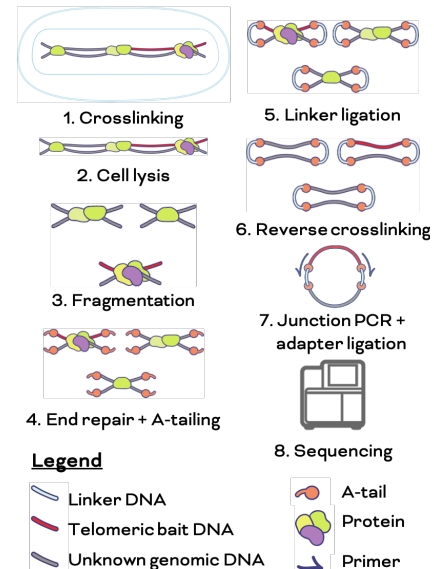 1. Crosslinking
2. Cell lysis
3. Fragmentation
4. End repair + A-tailing
5. Linker ligation
6. Reverse crosslinking
7. Junction PCR +
adapter ligation
8. Sequencing
Legend
Linker DNA
Telomeric bait DNA
Unknown genomic DNA
A-tail
Protein
Primer